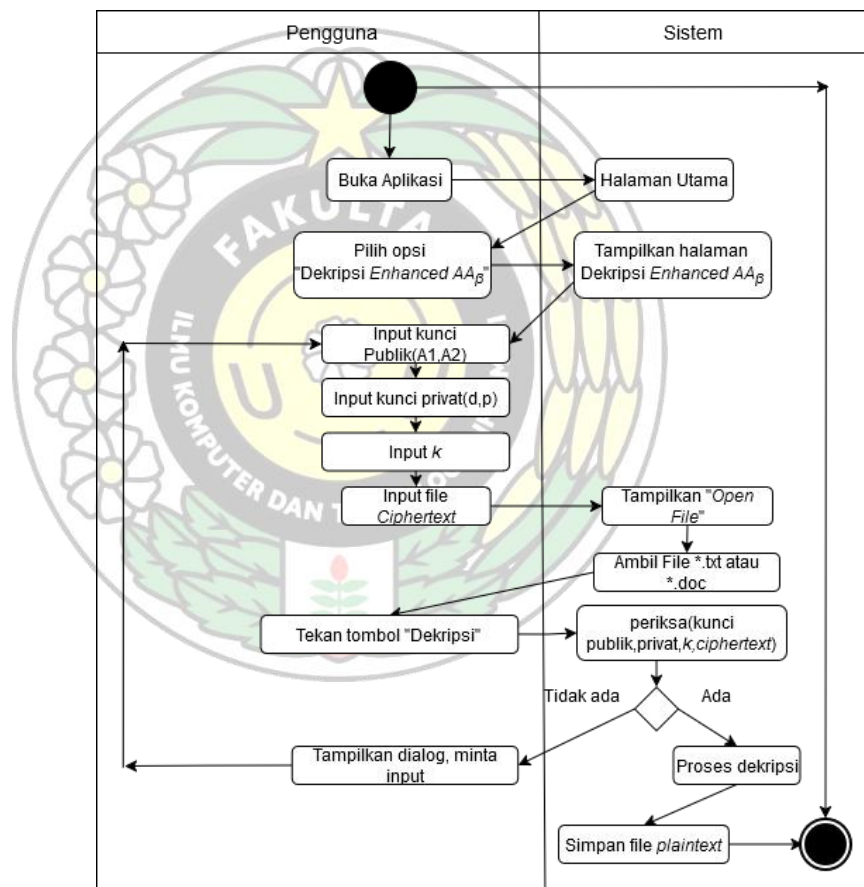 Pengguna
Sistem
Buka Aplikasi
Halaman Utama
Pilih opsi
"Dekripsi Enhanced AAβ"
Tampilkan halaman
Dekripsi Enhanced AAβ
Input kunci
Publik(A1,A2)
Input kunci privat(d,p)
Input k
Input file
Ciphertext
Tampilkan "Open
File"
Ambil File *.txt atau
*.doc
Tekan tombol "Dekripsi"
periksa(kunci
publik,privat,k,ciphertext)
Tidak ada
Ada
Tampilkan dialog, minta
input
Proses dekripsi
Simpan file plaintext
FAKULTA
ILMU KOMPUTER DAN T
U